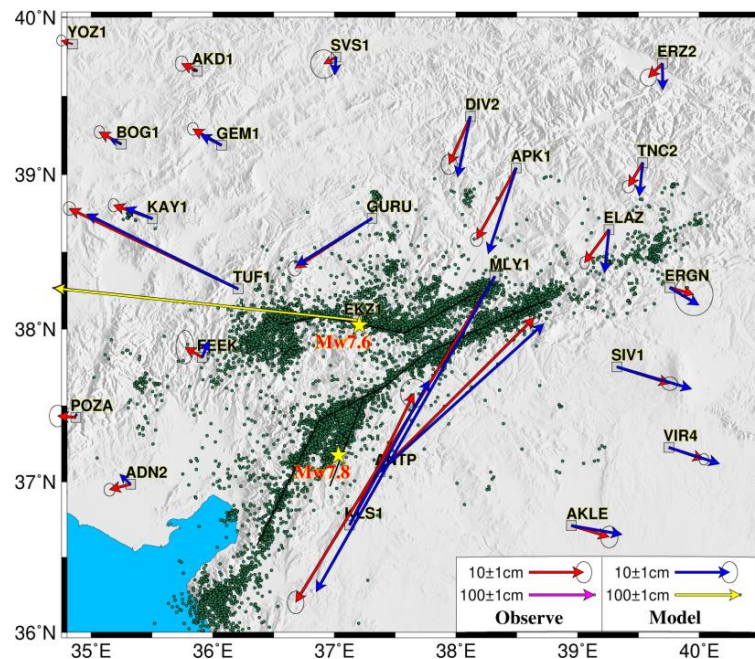 40°N
39°N
38°N
37°N
36°N
YOZ1
AKD1
SVS1
ERZ2
BOG1
GEM1
DIV2
APK1
TNC2
KAY1
GURU
ELAZ
TUF1
MLY1
ERGN
EKZ1
Mw7.6
FEEK
SIV1
POZA
VIR4
ANTP
Mw7.8
ADN2
KLS1
AKLE
10±1cm
10±1cm
100±1cm
100±1cm
Observe
Model
35°E
36°E
37°E
38°E
39°E
40°E